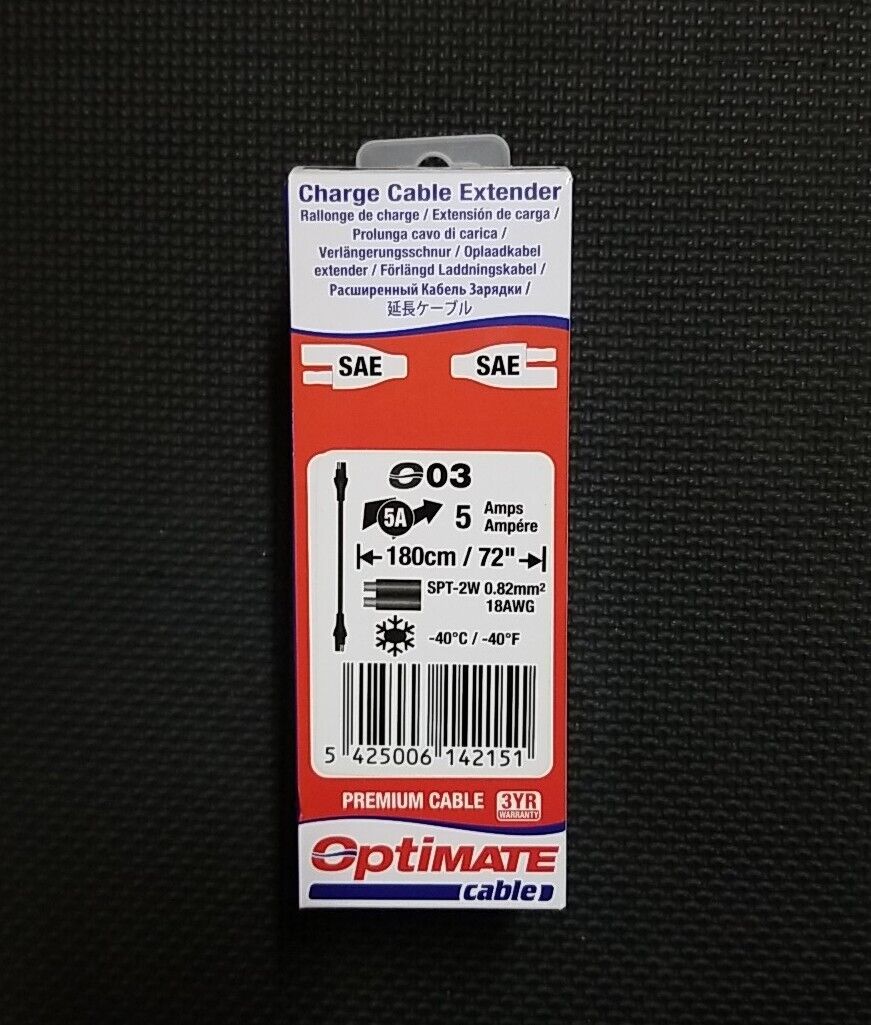 Charge Cable Extender
Rallonge de charge / Extensión de carga /
Prolunga cavo di carica /
Verlängerungsschnur / Oplaadkabel
extender / Förlängd Laddningskabel /
Расширенный Кабель Зарядки /
延長ケーブル
SAE SAE
O03
5A 5 Amps
Ampére
180cm / 72"
SPT-2W 0.82mm²
18AWG
-40°C / -40°F
5 425006 142151
PREMIUM CABLE 3YR
WARRANTY
OptiMATE
cable